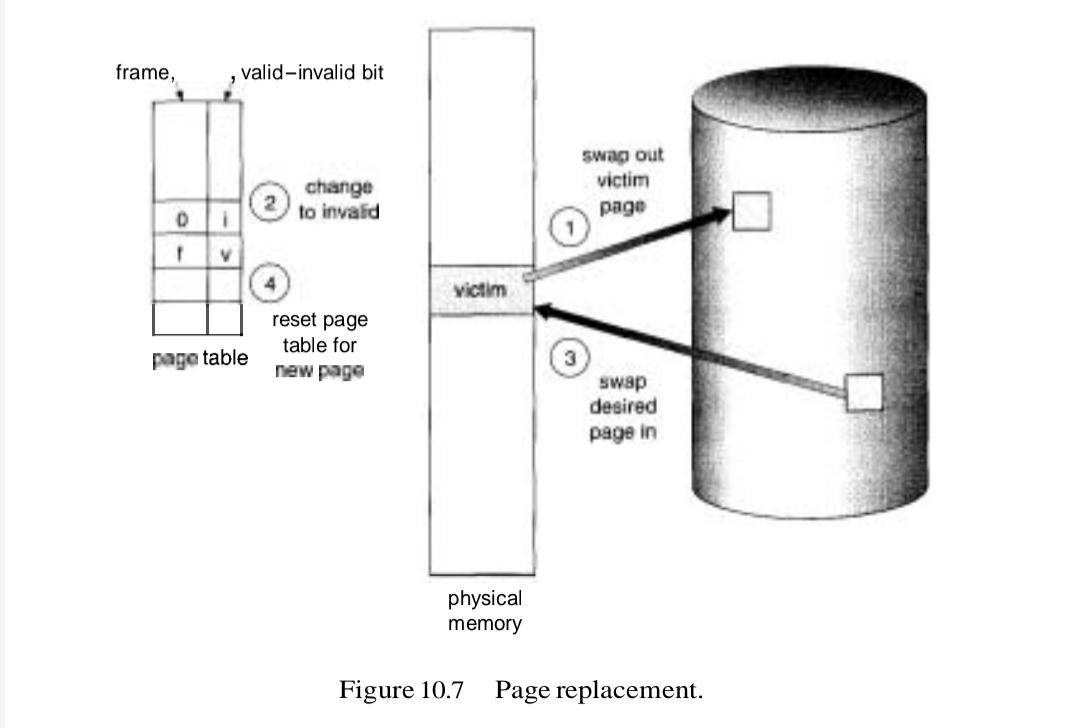 frame, , valid–invalid bit
0 i
f v
2
change
to invalid
4
reset page
table for
new page
page table
swap out
victim
page
1
victim
3
swap
desired
page in
physical
memory
Figure 10.7 Page replacement.